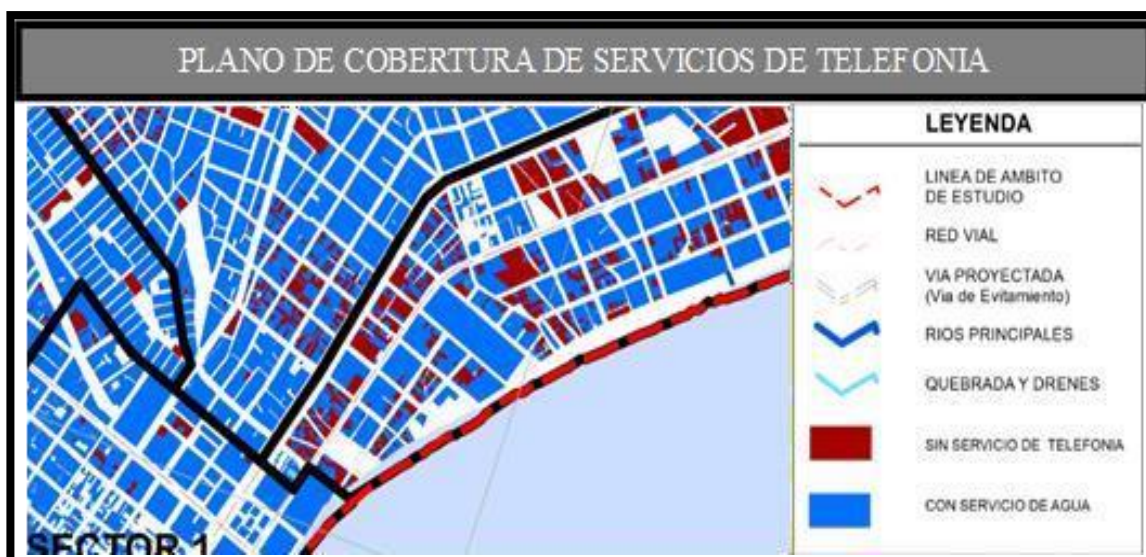 PLANO DE COBERTURA DE SERVICIOS DE TELEFONIA
LEYENDA
LINEA DE AMBITO
DE ESTUDIO
RED VIAL
VIA PROYECTADA
(Via de Evitamiento)
RIOS PRINCIPALES
QUEBRADA Y DRENES
SIN SERVICIO DE TELEFONIA
CON SERVICIO DE AGUA
SECTOR 1